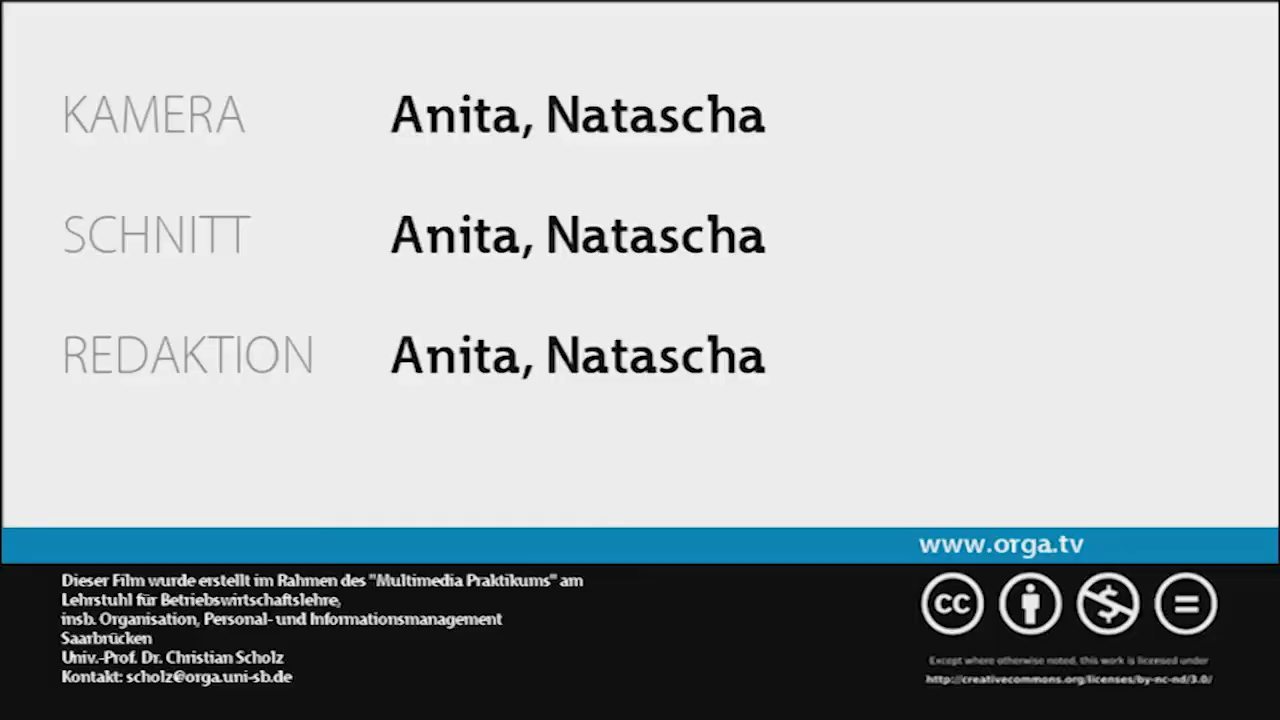 KAMERA Anita, Natascha
SCHNITT Anita, Natascha
REDAKTION Anita, Natascha
www.orga.tv
Dieser Film wurde erstellt im Rahmen des "Multimedia Praktikums" am
Lehrstuhl für Betriebswirtschaftslehre,
insb. Organisation, Personal- und Informationsmanagement
Saarbrücken
Univ.-Prof. Dr. Christian Scholz
Kontakt: scholz@orga.uni-sb.de
cc
Except where otherwise noted, this work is licensed under
http://creativecommons.org/licenses/by-nc-nd/3.0/